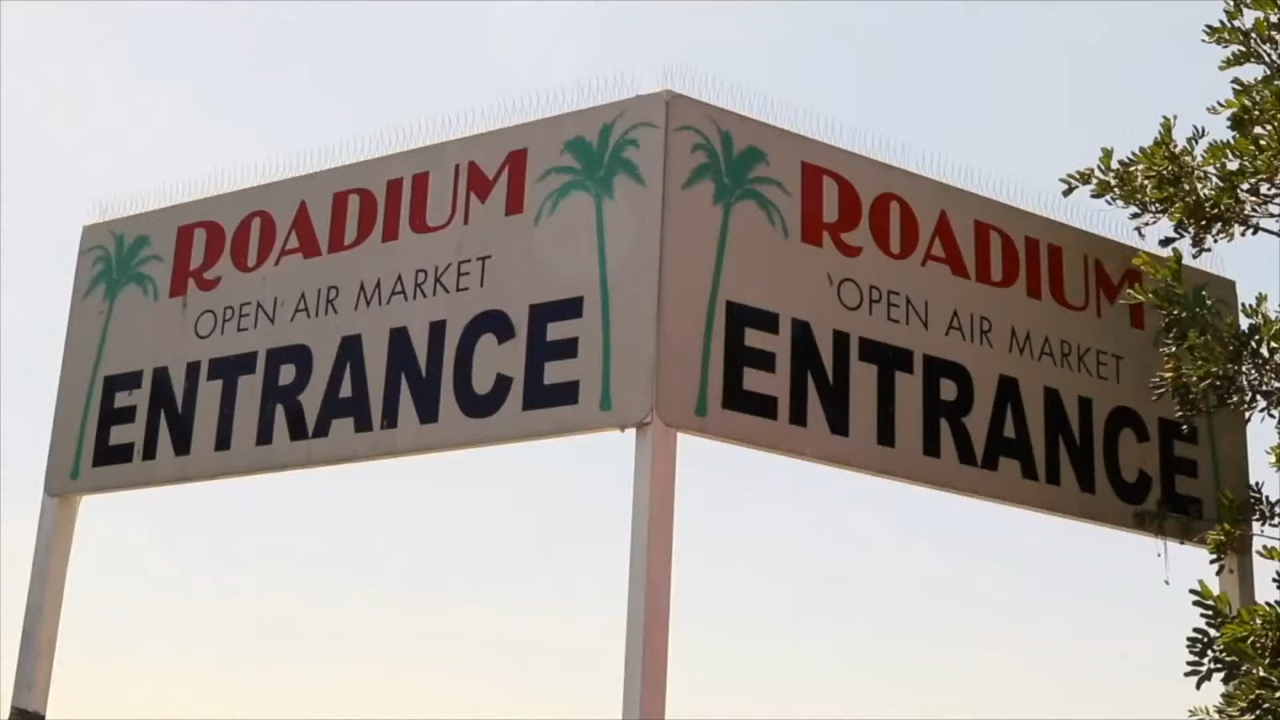 ROADIUM
OPEN AIR MARKET
ENTRANCE
ROADIUM
OPEN AIR MARKET
ENTRANCE